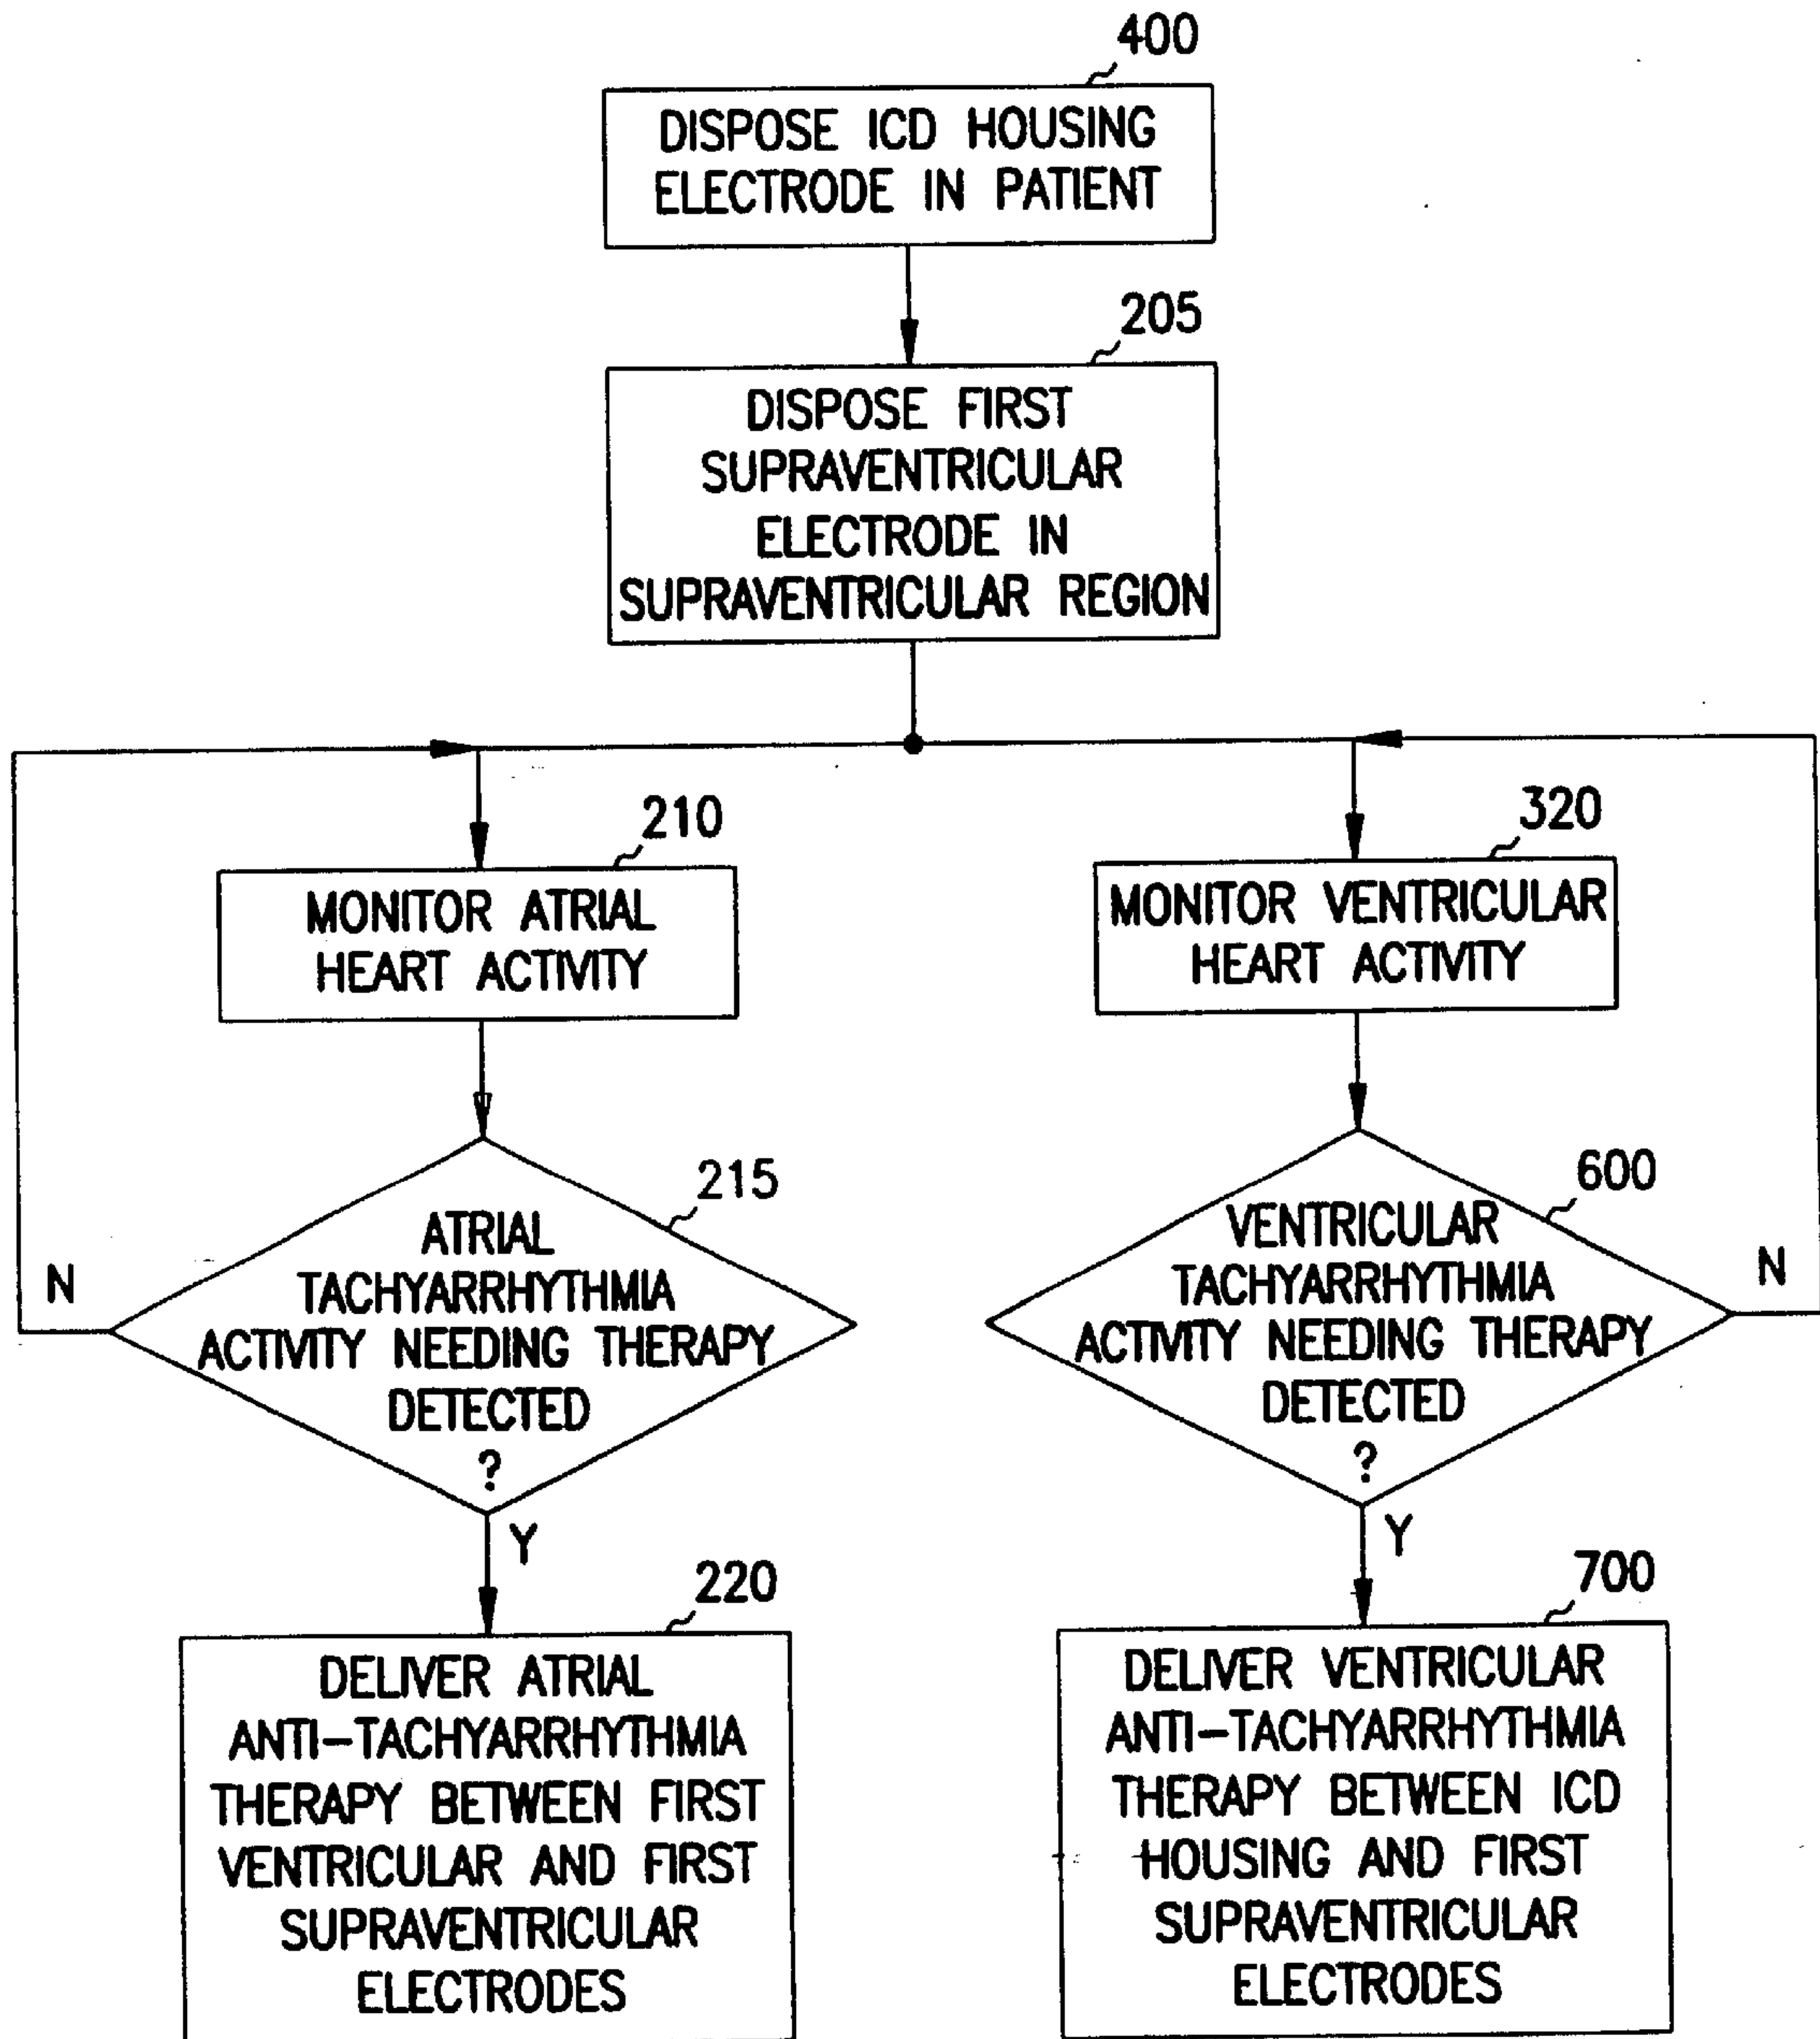 400
DISPOSE ICD HOUSING
ELECTRODE IN PATIENT
205
DISPOSE FIRST
SUPRAVENTRICULAR
ELECTRODE IN
SUPRAVENTRICULAR REGION
210
MONITOR ATRIAL
HEART ACTIVITY
320
MONITOR VENTRICULAR
HEART ACTIVITY
215
ATRIAL
TACHYARRHYTHMIA
ACTIVITY NEEDING THERAPY
DETECTED
?
N
Y
600
VENTRICULAR
TACHYARRHYTHMIA
ACTIVITY NEEDING THERAPY
DETECTED
?
N
Y
220
DELIVER ATRIAL
ANTI-TACHYARRHYTHMIA
THERAPY BETWEEN FIRST
VENTRICULAR AND FIRST
SUPRAVENTRICULAR
ELECTRODES
700
DELIVER VENTRICULAR
ANTI-TACHYARRHYTHMIA
THERAPY BETWEEN ICD
HOUSING AND FIRST
SUPRAVENTRICULAR
ELECTRODES